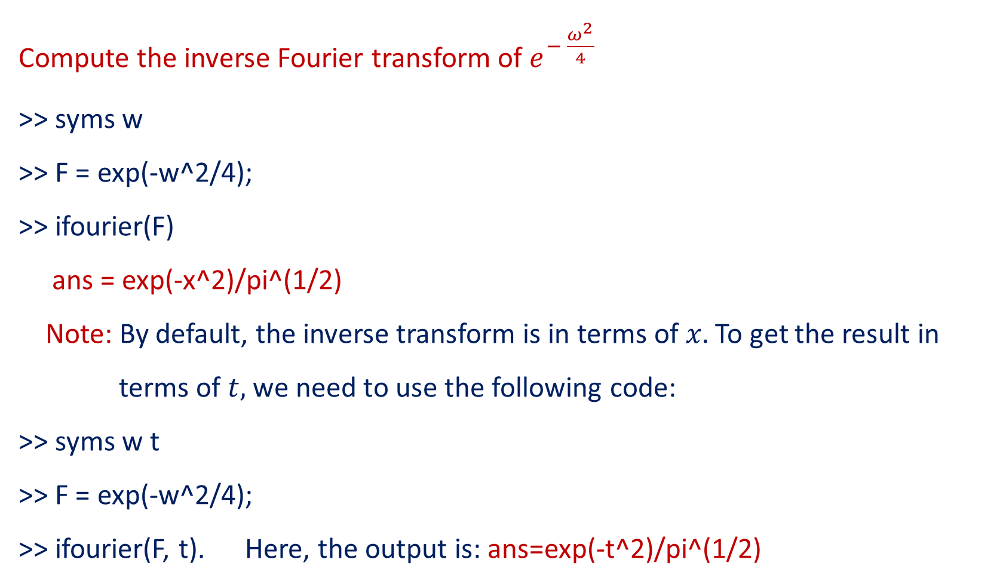 Compute the inverse Fourier transform of 𝑒^{−𝜔²/4}
>> syms w
>> F = exp(-w^2/4);
>> ifourier(F)
ans = exp(-x^2)/pi^(1/2)
Note: By default, the inverse transform is in terms of 𝑥. To get the result in
terms of 𝑡, we need to use the following code:
>> syms w t
>> F = exp(-w^2/4);
>> ifourier(F, t). Here, the output is: ans=exp(-t^2)/pi^(1/2)